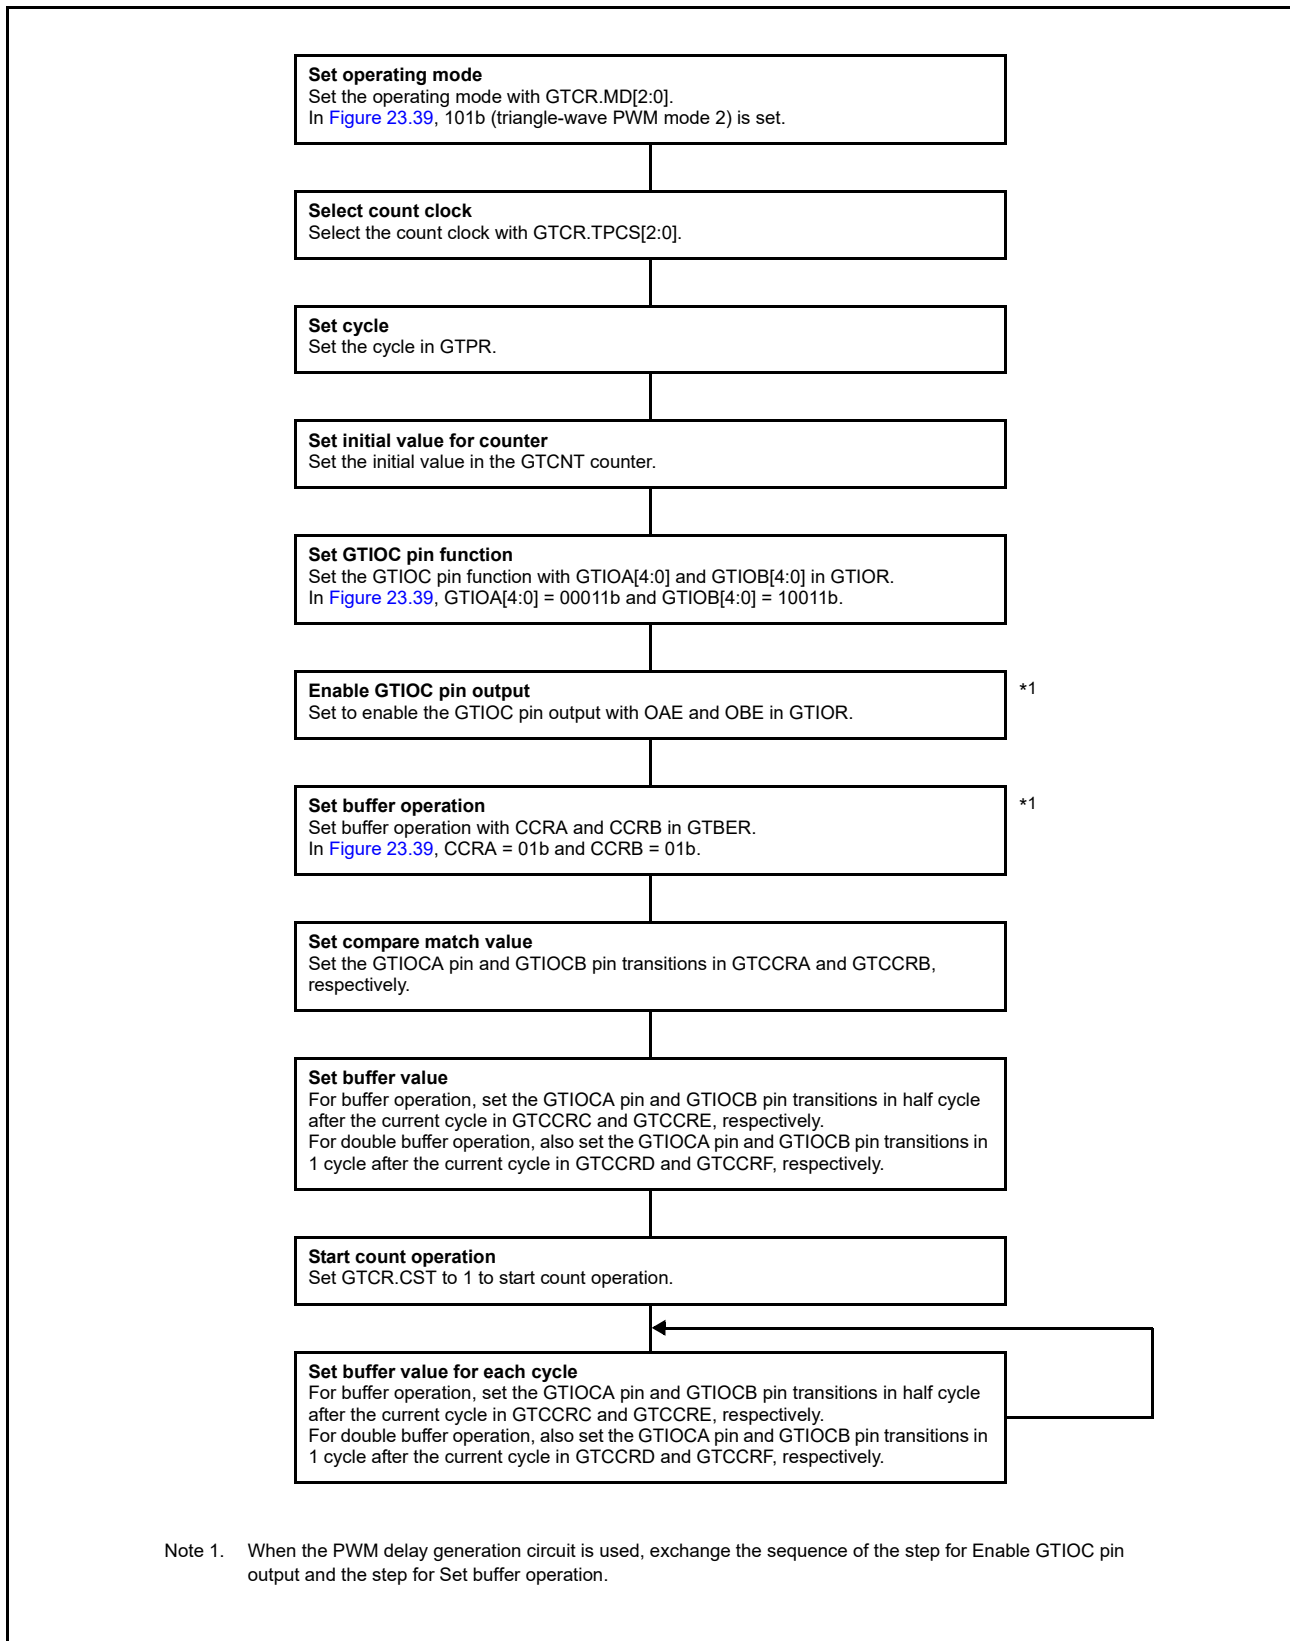 Set operating mode
Set the operating mode with GTCR.MD[2:0].
In Figure 23.39, 101b (triangle-wave PWM mode 2) is set.
Select count clock
Select the count clock with GTCR.TPCS[2:0].
Set cycle
Set the cycle in GTPR.
Set initial value for counter
Set the initial value in the GTCNT counter.
Set GTIOC pin function
Set the GTIOC pin function with GTIOA[4:0] and GTIOB[4:0] in GTIOR.
In Figure 23.39, GTIOA[4:0] = 00011b and GTIOB[4:0] = 10011b.
Enable GTIOC pin output
*1
Set to enable the GTIOC pin output with OAE and OBE in GTIOR.
Set buffer operation
*1
Set buffer operation with CCRA and CCRB in GTBER.
In Figure 23.39, CCRA = 01b and CCRB = 01b.
Set compare match value
Set the GTIOCA pin and GTIOCB pin transitions in GTCCRA and GTCCRB,
respectively.
Set buffer value
For buffer operation, set the GTIOCA pin and GTIOCB pin transitions in half cycle
after the current cycle in GTCCRC and GTCCRE, respectively.
For double buffer operation, also set the GTIOCA pin and GTIOCB pin transitions in
1 cycle after the current cycle in GTCCRD and GTCCRF, respectively.
Start count operation
Set GTCR.CST to 1 to start count operation.
Set buffer value for each cycle
For buffer operation, set the GTIOCA pin and GTIOCB pin transitions in half cycle
after the current cycle in GTCCRC and GTCCRE, respectively.
For double buffer operation, also set the GTIOCA pin and GTIOCB pin transitions in
1 cycle after the current cycle in GTCCRD and GTCCRF, respectively.
Note 1. When the PWM delay generation circuit is used, exchange the sequence of the step for Enable GTIOC pin
output and the step for Set buffer operation.